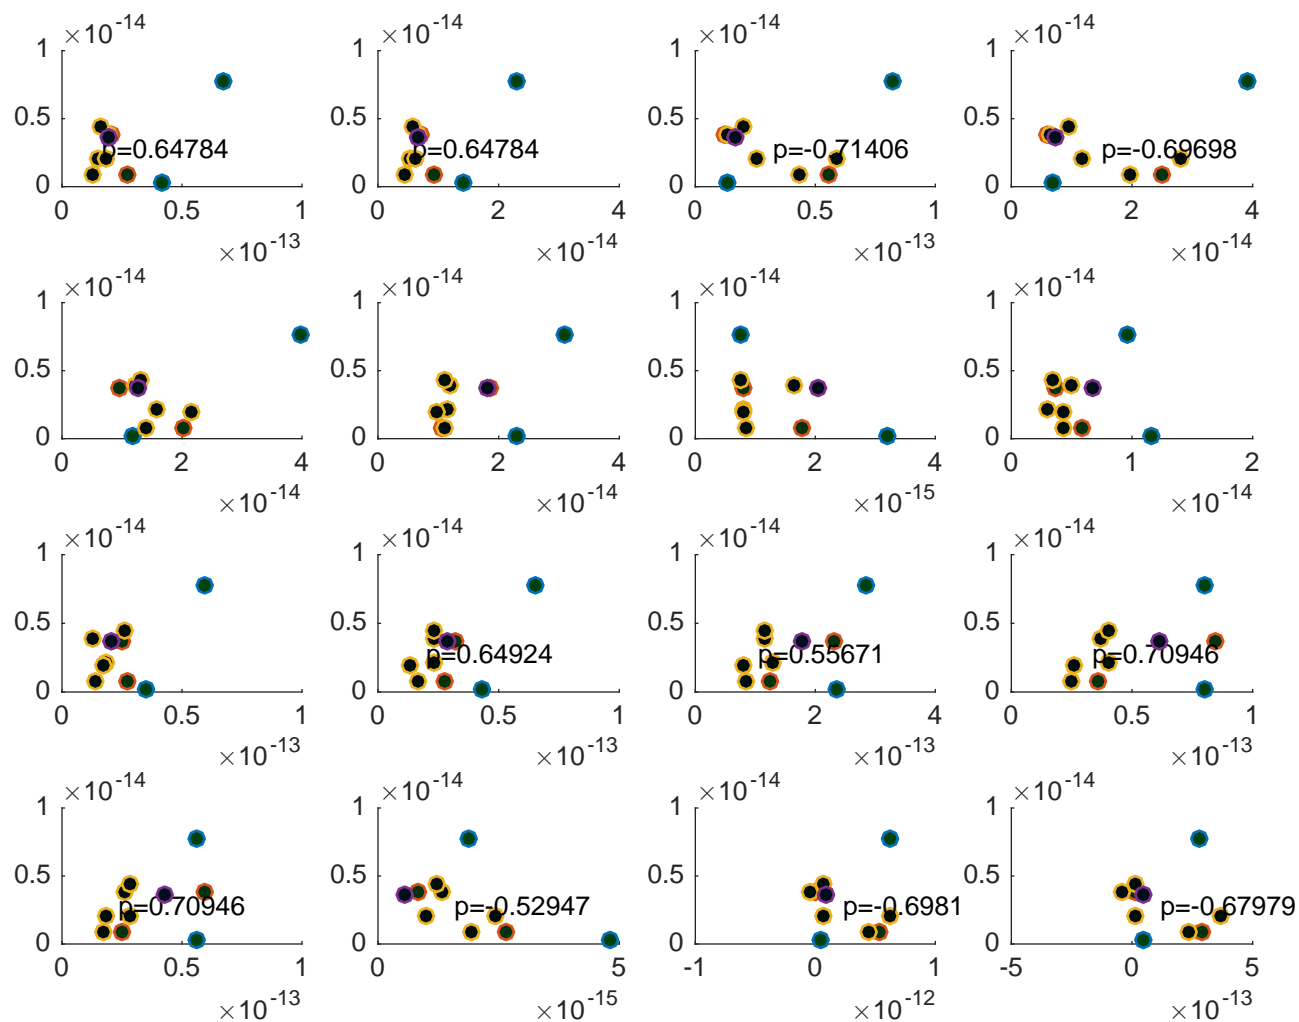 ×10-14 ×10-14 ×10-14 ×10-14
1 1 1 1
0.5 0.5 0.5 0.5
p=0.64784 p=0.64784 p=-0.71406 p=-0.69698
0 0 0 0
0 0.5 1 0 2 4 0 0.5 1 0 2 4
×10-13 ×10-14 ×10-13 ×10-14
×10-14 ×10-14 ×10-14 ×10-14
1 1 1 1
0.5 0.5 0.5 0.5
0 0 0 0
0 2 4 0 2 4 0 2 4 0 1 2
×10-14 ×10-14 ×10-15 ×10-14
×10-14 ×10-14 ×10-14 ×10-14
1 1 1 1
0.5 0.5 0.5 0.5
p=0.64924 p=0.55671 p=0.70946
0 0 0 0
0 0.5 1 0 0.5 1 0 2 4 0 0.5 1
×10-13 ×10-13 ×10-13 ×10-13
×10-14 ×10-14 ×10-14 ×10-14
1 1 1 1
0.5 0.5 0.5 0.5
p=0.70946 p=-0.52947 p=-0.6981 p=-0.67979
0 0 0 0
0 0.5 1 0 5 -1 0 1 -5 0 5
×10-13 ×10-15 ×10-12 ×10-13